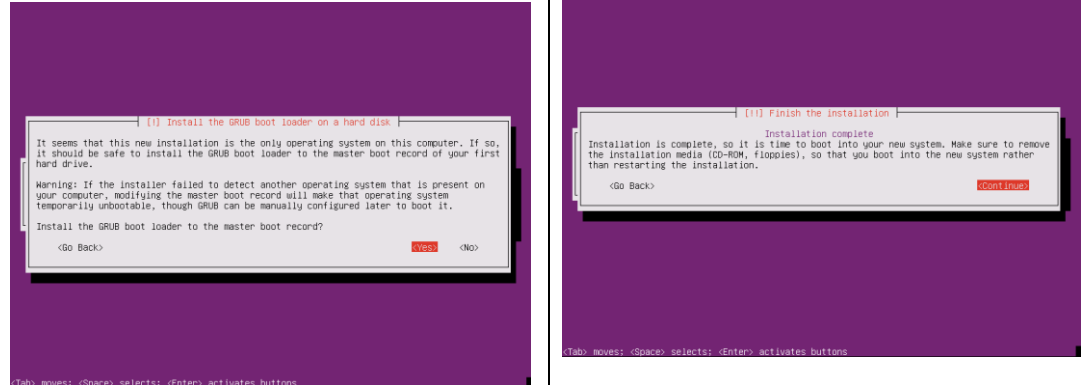 [!] Install the GRUB boot loader on a hard disk
It seems that this new installation is the only operating system on this computer. If so,
it should be safe to install the GRUB boot loader to the master boot record of your first
hard drive.
Warning: If the installer failed to detect another operating system that is present on
your computer, modifying the master boot record will make that operating system
temporarily unbootable, though GRUB can be manually configured later to boot it.
Install the GRUB boot loader to the master boot record?
<Go Back> <Yes> <No>
<Tab> moves; <Space> selects; <Enter> activates buttons
[!!] Finish the installation
Installation complete
Installation is complete, so it is time to boot into your new system. Make sure to remove
the installation media (CD-ROM, floppies), so that you boot into the new system rather
than restarting the installation.
<Go Back> <Continue>
<Tab> moves; <Space> selects; <Enter> activates buttons